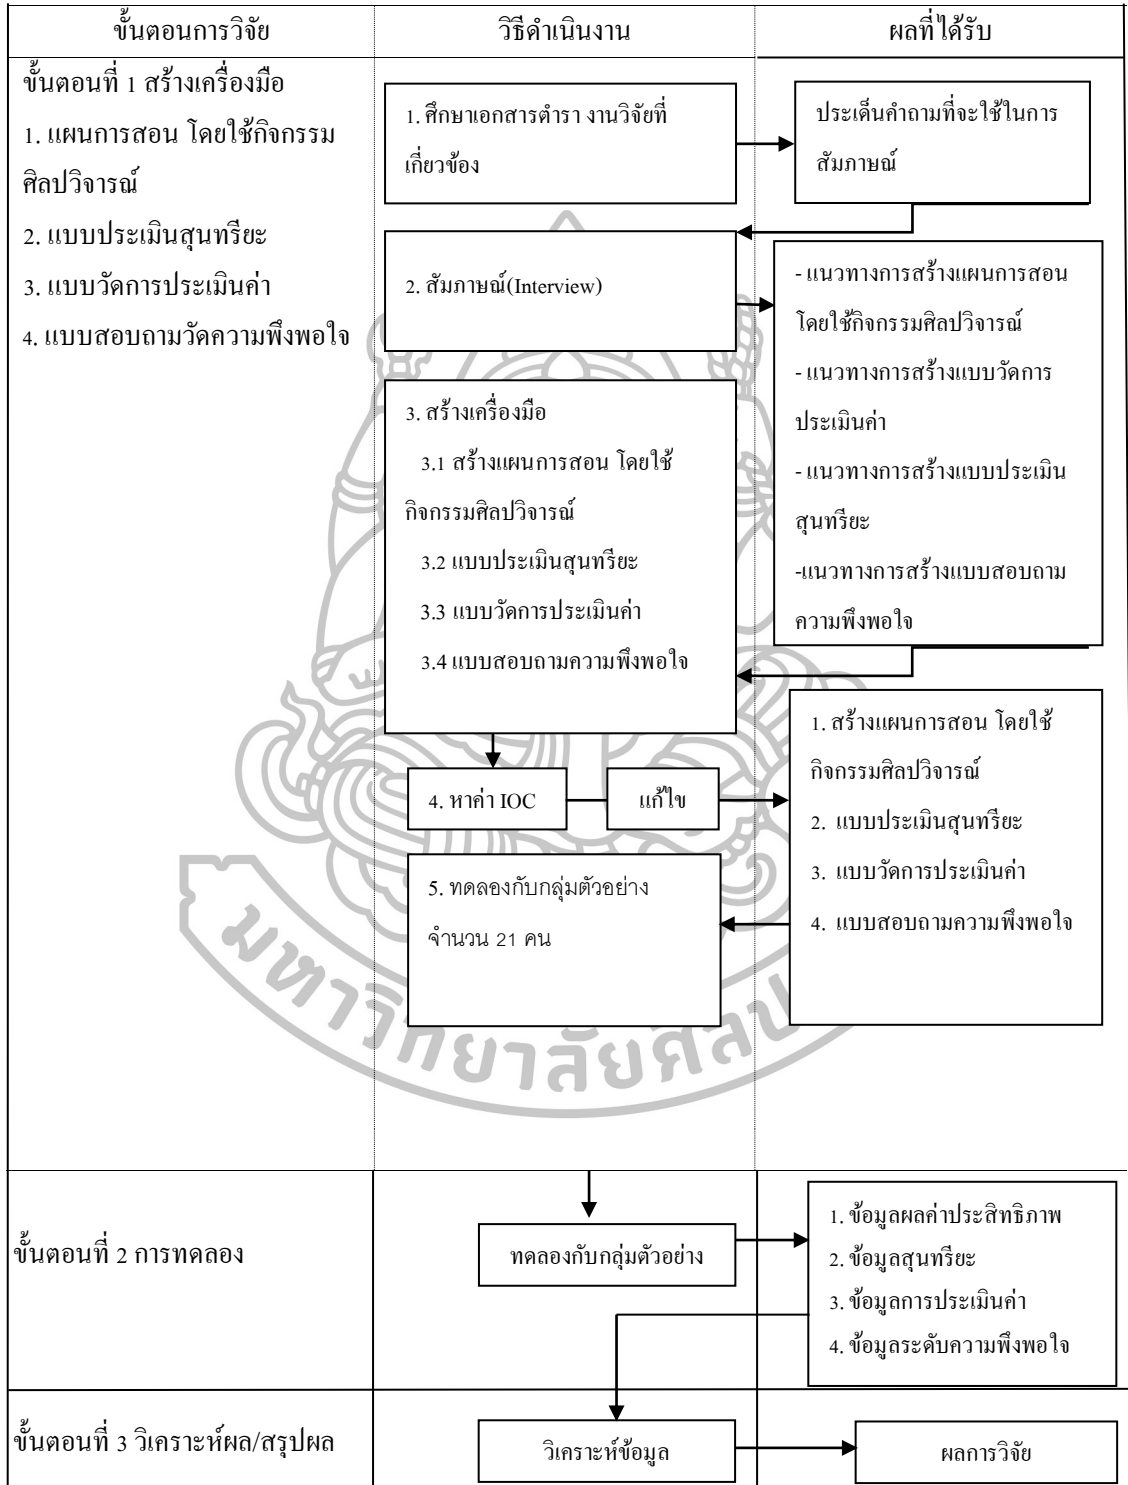 ขั้นตอนการวิจัย
วิธีดำเนินงาน
ผลที่ได้รับ
ขั้นตอนที่ 1 สร้างเครื่องมือ
1. แผนการสอน โดยใช้กิจกรรม
ศิลปวิจารณ์
2. แบบประเมินสุนทรียะ
3. แบบวัดการประเมินค่า
4. แบบสอบถามวัดความพึงพอใจ
1. ศึกษาเอกสารตำรา งานวิจัยที่
เกี่ยวข้อง
ประเด็นคำถามที่จะใช้ในการ
สัมภาษณ์
2. สัมภาษณ์(Interview)
- แนวทางการสร้างแผนการสอน
โดยใช้กิจกรรมศิลปวิจารณ์
- แนวทางการสร้างแบบวัดการ
ประเมินค่า
- แนวทางการสร้างแบบประเมิน
สุนทรียะ
-แนวทางการสร้างแบบสอบถาม
ความพึงพอใจ
3. สร้างเครื่องมือ
3.1 สร้างแผนการสอน โดยใช้
กิจกรรมศิลปวิจารณ์
3.2 แบบประเมินสุนทรียะ
3.3 แบบวัดการประเมินค่า
3.4 แบบสอบถามความพึงพอใจ
4. หาค่า IOC
แก้ไข
1. สร้างแผนการสอน โดยใช้
กิจกรรมศิลปวิจารณ์
2. แบบประเมินสุนทรียะ
3. แบบวัดการประเมินค่า
4. แบบสอบถามความพึงพอใจ
5. ทดลองกับกลุ่มตัวอย่าง
จำนวน 21 คน
มหาวิทยาลัยศิลป
ขั้นตอนที่ 2 การทดลอง
ทดลองกับกลุ่มตัวอย่าง
1. ข้อมูลผลค่าประสิทธิภาพ
2. ข้อมูลสุนทรียะ
3. ข้อมูลการประเมินค่า
4. ข้อมูลระดับความพึงพอใจ
ขั้นตอนที่ 3 วิเคราะห์ผล/สรุปผล
วิเคราะห์ข้อมูล
ผลการวิจัย